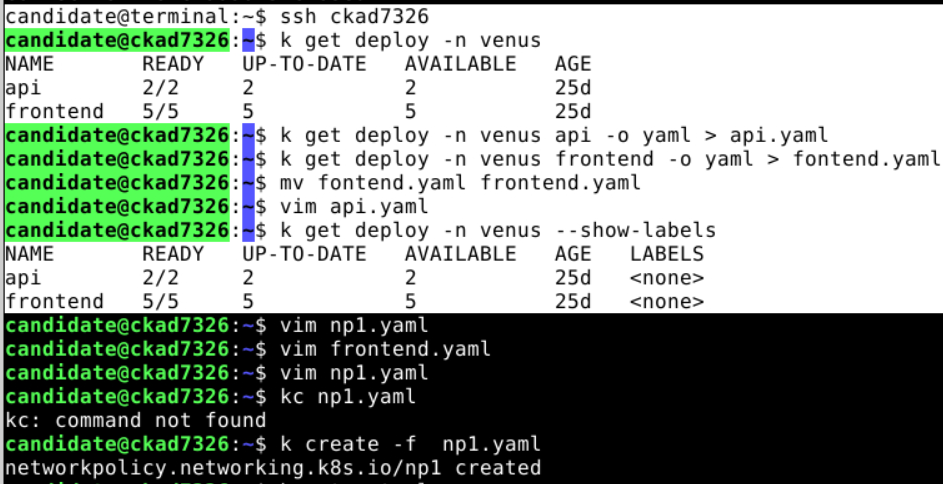 candidate@terminal:~$ ssh ckad7326
candidate@ckad7326:~$ k get deploy -n venus
NAME       READY   UP-TO-DATE   AVAILABLE   AGE
api        2/2     2            2           25d
frontend   5/5     5            5           25d
candidate@ckad7326:~$ k get deploy -n venus api -o yaml > api.yaml
candidate@ckad7326:~$ k get deploy -n venus frontend -o yaml > fontend.yaml
candidate@ckad7326:~$ mv fontend.yaml frontend.yaml
candidate@ckad7326:~$ vim api.yaml
candidate@ckad7326:~$ k get deploy -n venus --show-labels
NAME       READY   UP-TO-DATE   AVAILABLE   AGE   LABELS
api        2/2     2            2           25d   <none>
frontend   5/5     5            5           25d   <none>
candidate@ckad7326:~$ vim np1.yaml
candidate@ckad7326:~$ vim frontend.yaml
candidate@ckad7326:~$ vim np1.yaml
candidate@ckad7326:~$ kc np1.yaml
kc: command not found
candidate@ckad7326:~$ k create -f  np1.yaml
networkpolicy.networking.k8s.io/np1 created